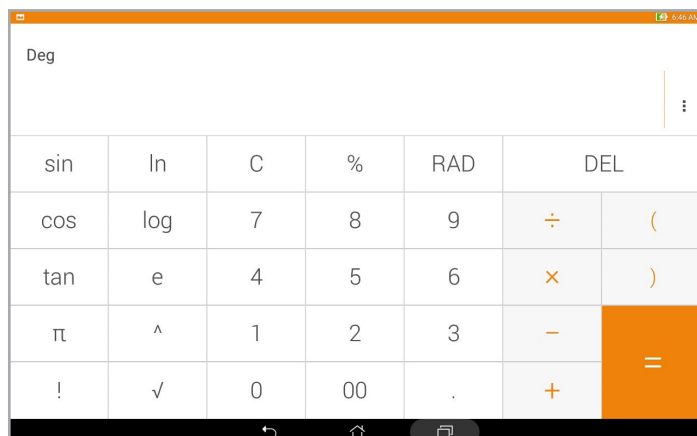 6:46 AM
Deg
sin ln C % RAD DEL
cos log 7 8 9 ÷ (
tan e 4 5 6 × )
π ^ 1 2 3 −
=
! √ 0 00 . +